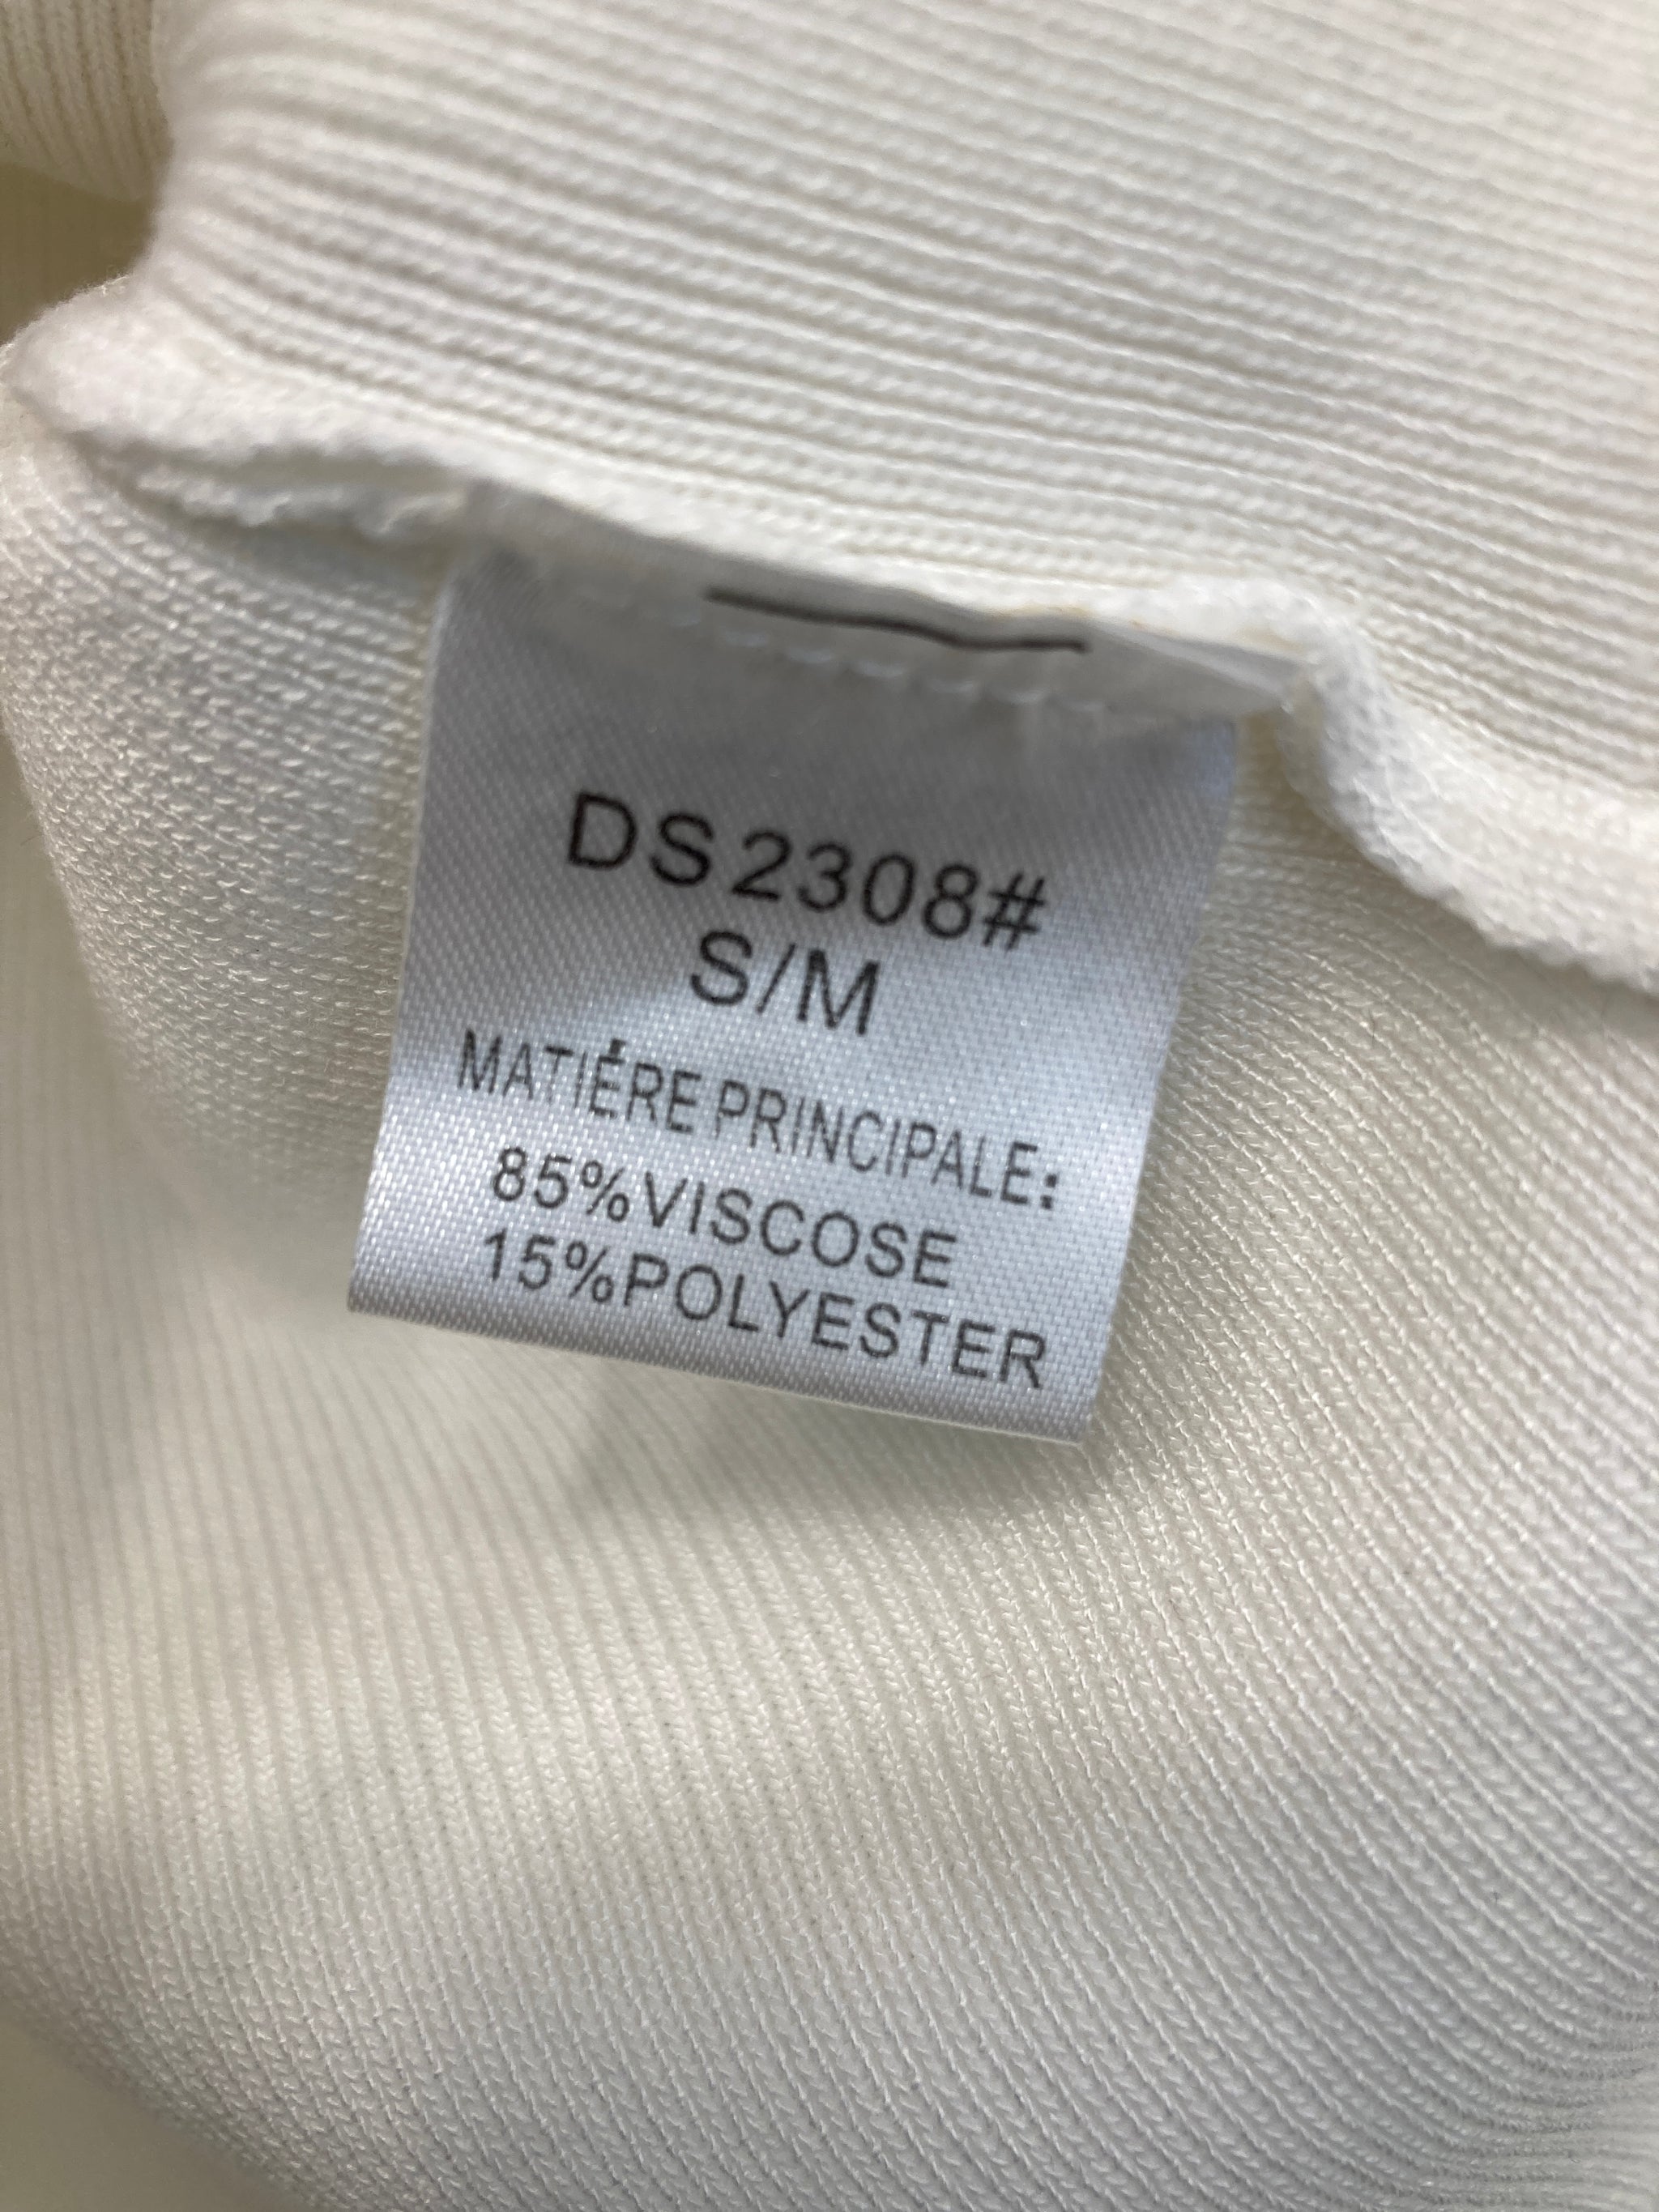 DS2308#
S/M
MATIÉRE PRINCIPALE:
85%VISCOSE
15%POLYESTER